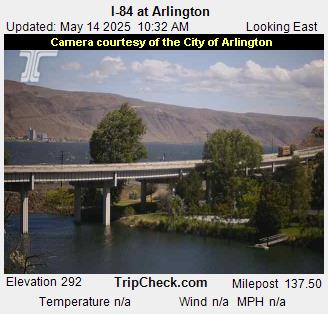 I-84 at Arlington
Updated: May 14 2025 10:32 AM Looking East
Camera courtesy of the City of Arlington
Elevation 292 TripCheck.com Milepost 137.50
Temperature n/a Wind n/a MPH n/a